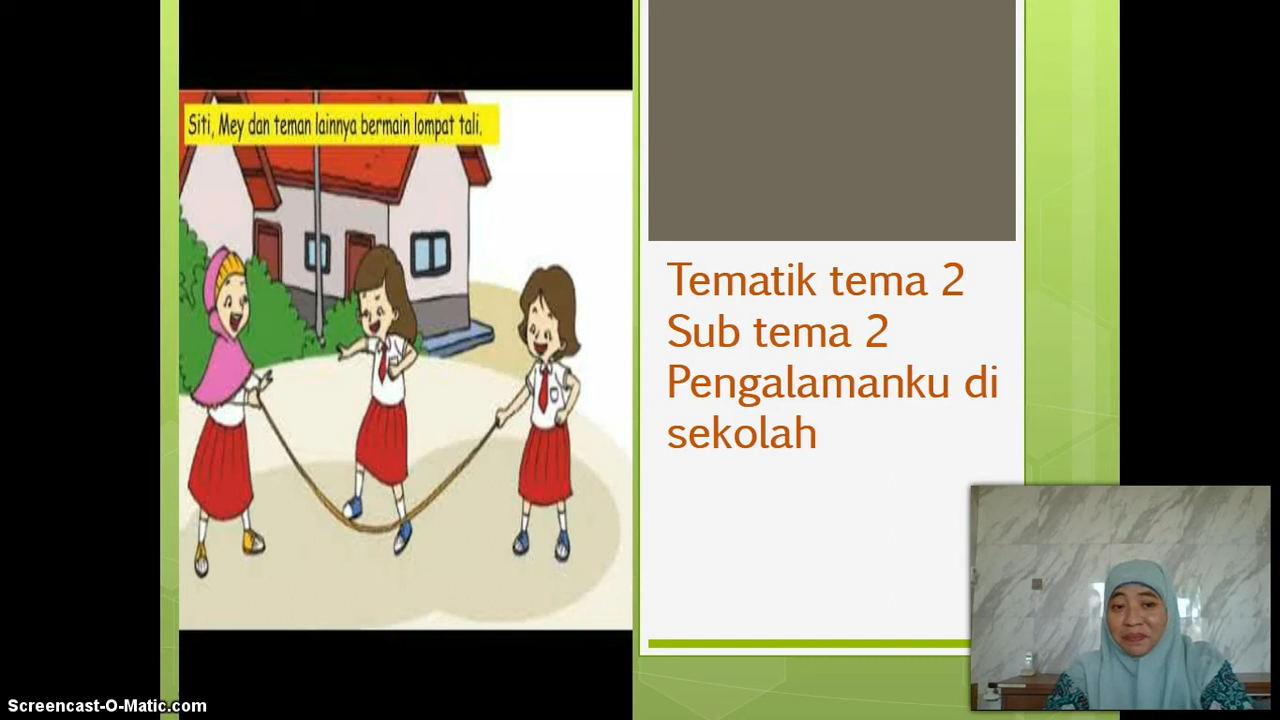 Siti, Mey dan teman lainnya bermain lompat tali.
Tematik tema 2
Sub tema 2
Pengalamanku di
sekolah
Screencast-O-Matic.com